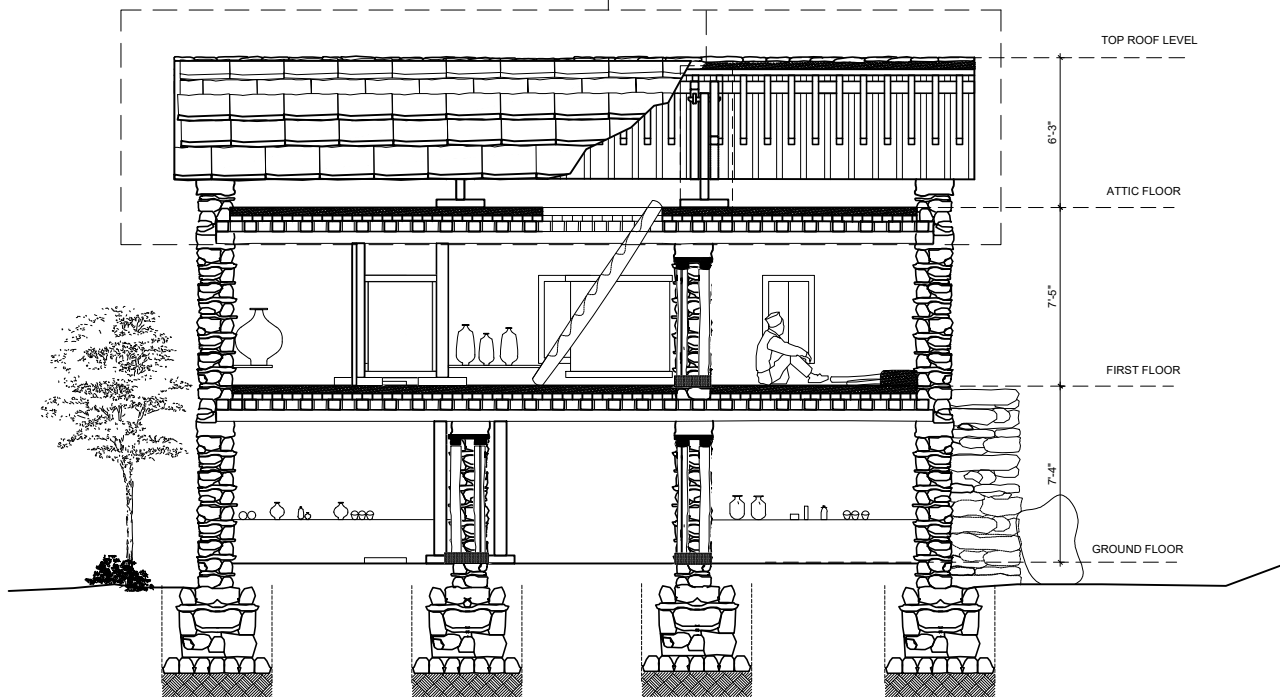 TOP ROOF LEVEL
6'-3"
ATTIC FLOOR
7'-5"
FIRST FLOOR
7'-4"
GROUND FLOOR